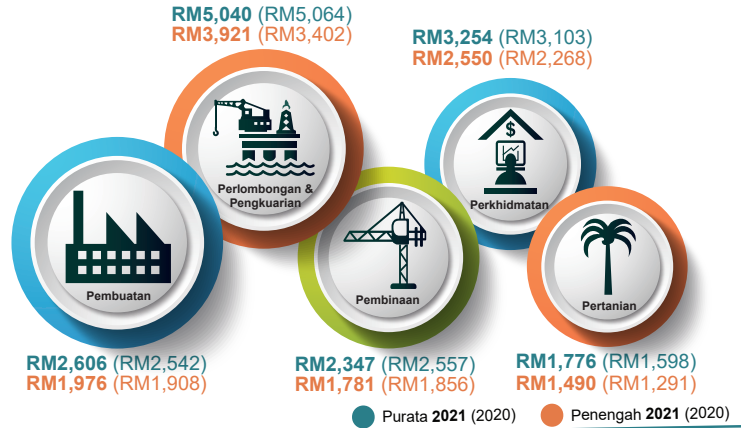 RM5,040 (RM5,064)
RM3,921 (RM3,402)
Perlombongan &
Pengkuarian
RM3,254 (RM3,103)
RM2,550 (RM2,268)
$
Perkhidmatan
Pembuatan
RM2,606 (RM2,542)
RM1,976 (RM1,908)
Pembinaan
RM2,347 (RM2,557)
RM1,781 (RM1,856)
Pertanian
RM1,776 (RM1,598)
RM1,490 (RM1,291)
Purata 2021 (2020)
Penengah 2021 (2020)